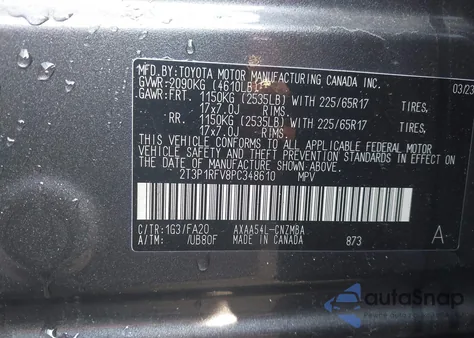 MFD.BY: TOYOTA MOTOR MANUFACTURING CANADA INC.
GVWR: 2090KG (4610LB) 03/23
GAWR: FRT. 1150KG (2535LB) WITH 225/65R17 TIRES,
17x7.0J RIMS.
RR. 1150KG (2535LB) WITH 225/65R17 TIRES,
17x7.0J RIMS.
THIS VEHICLE CONFORMS TO ALL APPLICABLE FEDERAL MOTOR
VEHICLE SAFETY, BUMPER, AND THEFT PREVENTION STANDARDS
IN EFFECT ON THE DATE OF MANUFACTURE SHOWN ABOVE.
2T3P1RFV8PC348610 MPV
C/TR: 1G3/FA20 AXAA54L-CNZMBA A
A/TM: /UB80F MADE IN CANADA 873
autoSnap